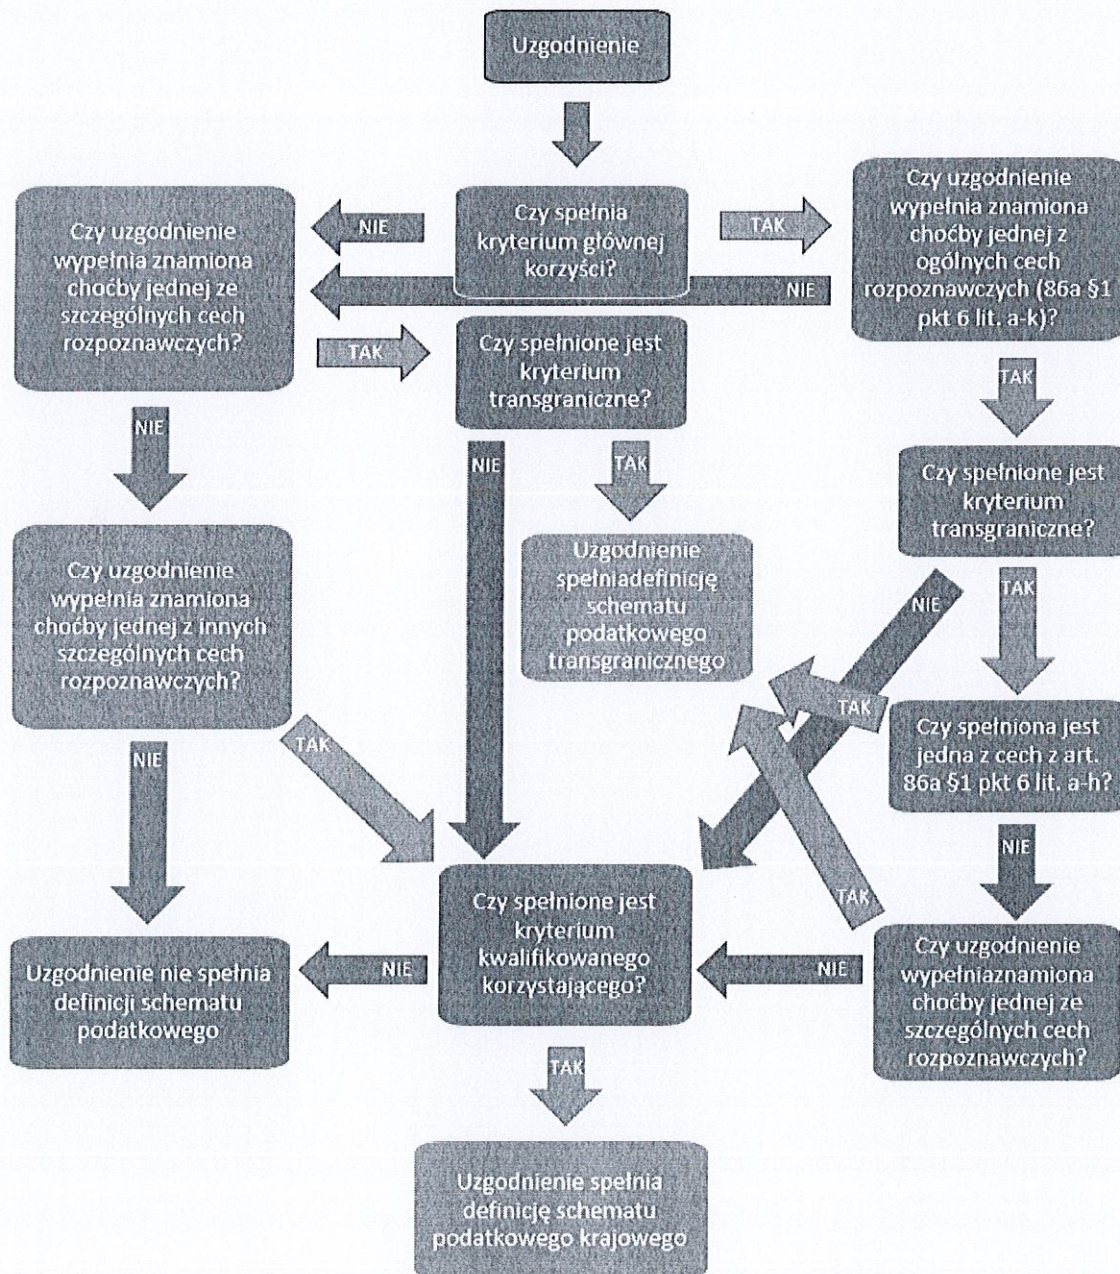 Uzgodnienie
Czy spełnia
kryterium głównej
korzyści?
NIE
TAK
Czy uzgodnienie
wypełnia znamiona
choćby jednej z
ogólnych cech
rozpoznawczych (86a §1
pkt 6 lit. a-k)?
Czy uzgodnienie
wypełnia znamiona
choćby jednej ze
szczególnych cech
rozpoznawczych?
NIE
TAK
Czy spełnione jest
kryterium
transgraniczne?
TAK
NIE
NIE
TAK
Czy spełnione jest
kryterium
transgraniczne?
Czy uzgodnienie
wypełnia znamiona
choćby jednej z innych
szczególnych cech
rozpoznawczych?
Uzgodnienie
spełniadefinicję
schematu
podatkowego
transgranicznego
NIE
TAK
TAK
Czy spełniona jest
jedna z cech z art.
86a §1 pkt 6 lit. a-h?
NIE
TAK
NIE
TAK
Czy spełnione jest
kryterium
kwalifikowanego
korzystającego?
Uzgodnienie nie spełnia
definicji schematu
podatkowego
NIE
NIE
Czy uzgodnienie
wypełniaznamiona
choćby jednej ze
szczególnych cech
rozpoznawczych?
TAK
Uzgodnienie spełnia
definicję schematu
podatkowego krajowego